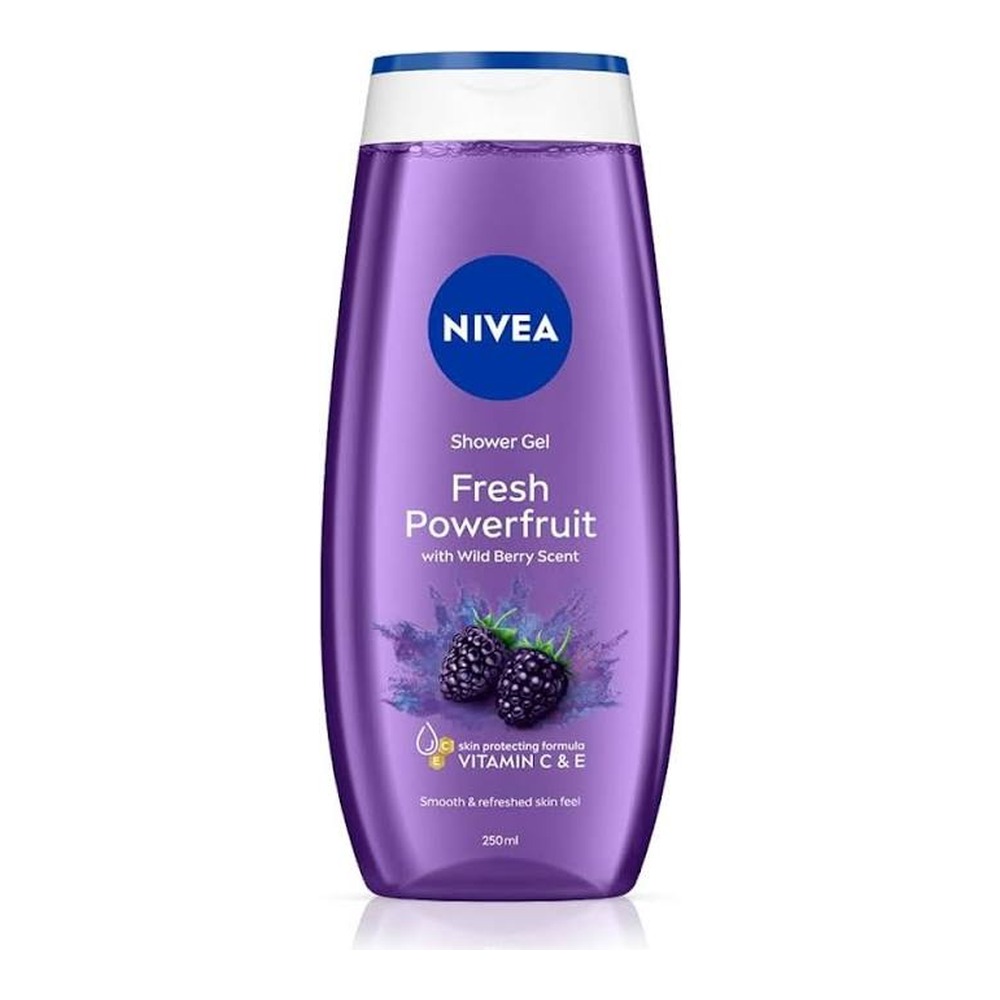 NIVEA
Shower Gel
Fresh
Powerfruit
with Wild Berry Scent
C
E
skin protecting formula
VITAMIN C & E
Smooth & refreshed skin feel
250ml